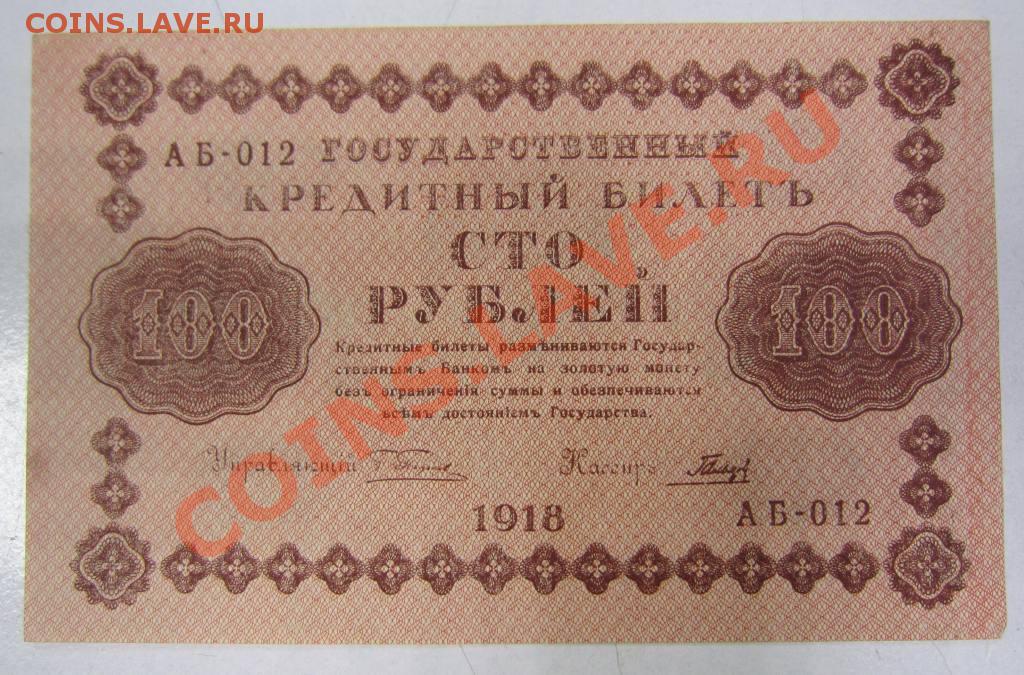 COINS.LAVE.RU
АБ-012 ГОСУДАРСТВЕННЫЙ
КРЕДИТНЫЙ БИЛЕТЪ
СТО
РУБЛЕЙ
100 100
Кредитные билеты размѣниваются Государ-
ственнымъ Банкомъ на золотую монету
безъ ограниченія суммы и обезпечиваются
всѣмъ достояніемъ Государства.
Управляющій Кассиръ
1918 АБ-012
COINS.LAVE.RU